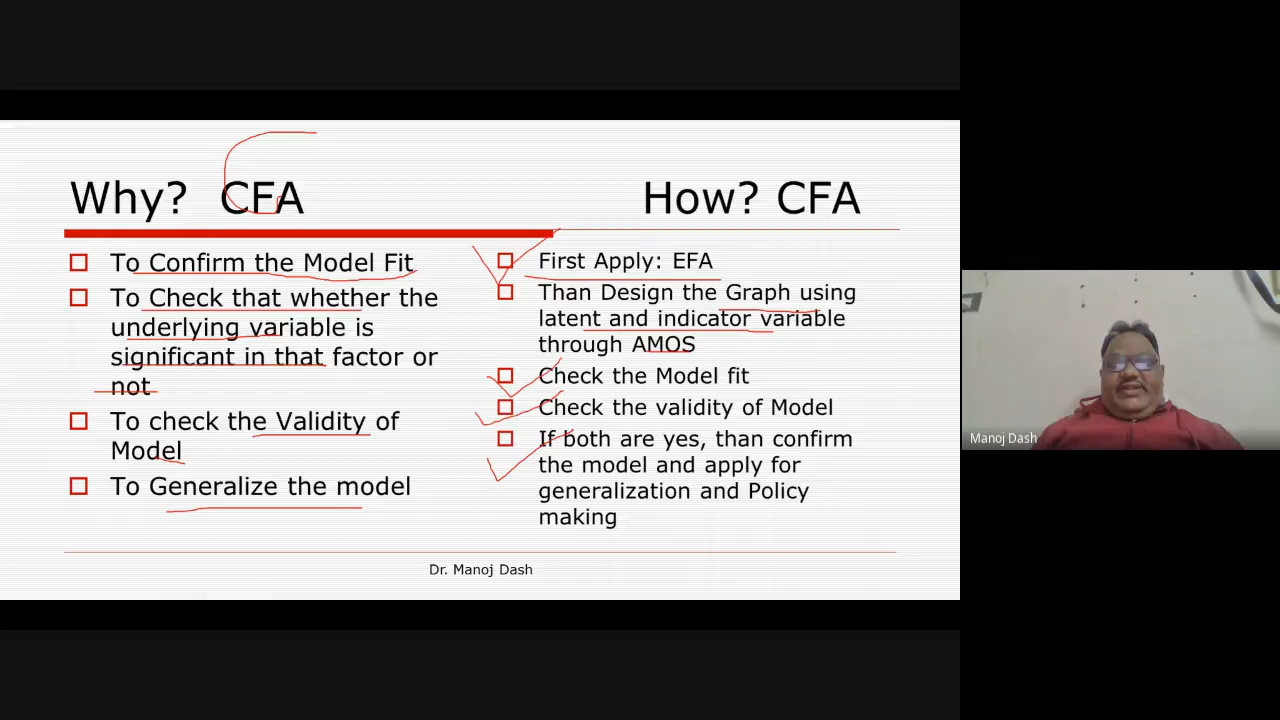 Why? CFA
How? CFA
To Confirm the Model Fit
To Check that whether the
underlying variable is
significant in that factor or
not
To check the Validity of
Model
To Generalize the model
First Apply: EFA
Than Design the Graph using
latent and indicator variable
through AMOS
Check the Model fit
Check the validity of Model
If both are yes, than confirm
the model and apply for
generalization and Policy
making
Dr. Manoj Dash
Manoj Dash